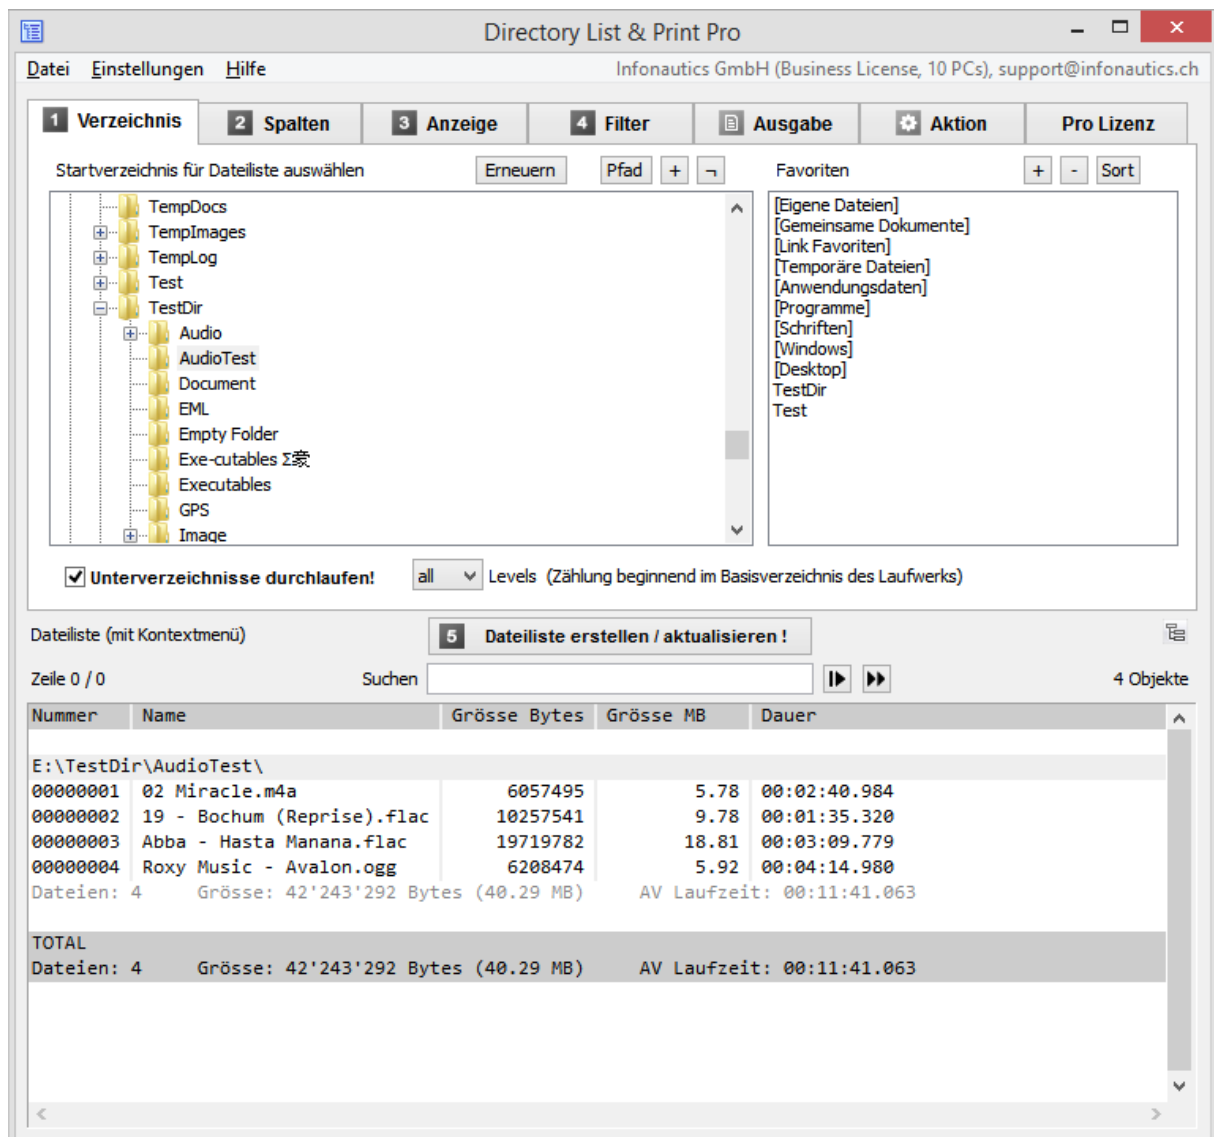 Directory List & Print Pro
Datei Einstellungen Hilfe Infonautics GmbH (Business License, 10 PCs), support@infonautics.ch
1 Verzeichnis 2 Spalten 3 Anzeige 4 Filter Ausgabe Aktion Pro Lizenz
Startverzeichnis für Dateiliste auswählen Erneuern Pfad + ¬ Favoriten + - Sort
TempDocs
TempImages
TempLog
Test
TestDir
Audio
AudioTest
Document
EML
Empty Folder
Exe-cutables Σ蒙
Executables
GPS
Image
[Eigene Dateien]
[Gemeinsame Dokumente]
[Link Favoriten]
[Temporäre Dateien]
[Anwendungsdaten]
[Programme]
[Schriften]
[Windows]
[Desktop]
TestDir
Test
Unterverzeichnisse durchlaufen! all Levels (Zählung beginnend im Basisverzeichnis des Laufwerks)
Dateiliste (mit Kontextmenü) 5 Dateiliste erstellen / aktualisieren !
Zeile 0 / 0 Suchen 4 Objekte
Nummer Name Grösse Bytes Grösse MB Dauer
E:\TestDir\AudioTest\
00000001 02 Miracle.m4a 6057495 5.78 00:02:40.984
00000002 19 - Bochum (Reprise).flac 10257541 9.78 00:01:35.320
00000003 Abba - Hasta Manana.flac 19719782 18.81 00:03:09.779
00000004 Roxy Music - Avalon.ogg 6208474 5.92 00:04:14.980
Dateien: 4 Grösse: 42'243'292 Bytes (40.29 MB) AV Laufzeit: 00:11:41.063
TOTAL
Dateien: 4 Grösse: 42'243'292 Bytes (40.29 MB) AV Laufzeit: 00:11:41.063